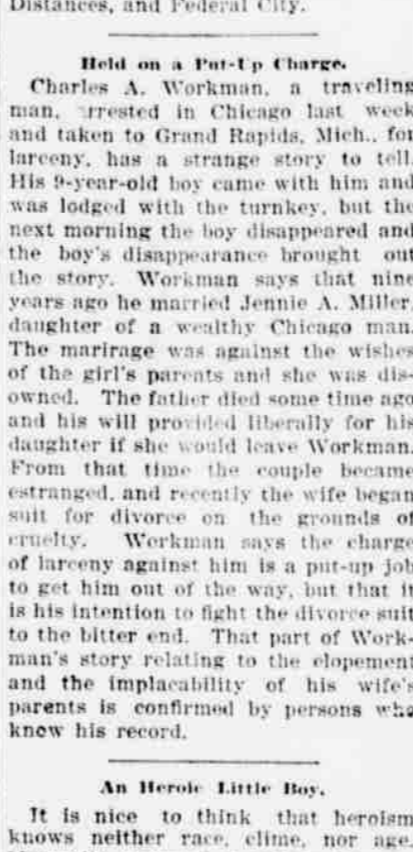 Distances, and Federal City.
Held on a Put-Up Charge.
Charles A. Workman, a traveling
man, arrested in Chicago last week
and taken to Grand Rapids, Mich., for
larceny, has a strange story to tell.
His 9-year-old boy came with him and
was lodged with the turnkey, but the
next morning the boy disappeared and
the boy's disappearance brought out
the story. Workman says that nine
years ago he married Jennie A. Miller,
daughter of a wealthy Chicago man.
The marirage was against the wishes
of the girl's parents and she was dis-
owned. The father died some time ago
and his will provided liberally for his
daughter if she would leave Workman.
From that time the couple became
estranged, and recently the wife began
suit for divorce on the grounds of
cruelty. Workman says the charge
of larceny against him is a put-up job
to get him out of the way, but that it
is his intention to fight the divorce suit
to the bitter end. That part of Work-
man's story relating to the elopement
and the implacability of his wife's
parents is confirmed by persons who
know his record.
An Heroic Little Boy.
It is nice to think that heroism
knows neither race, clime, nor age.